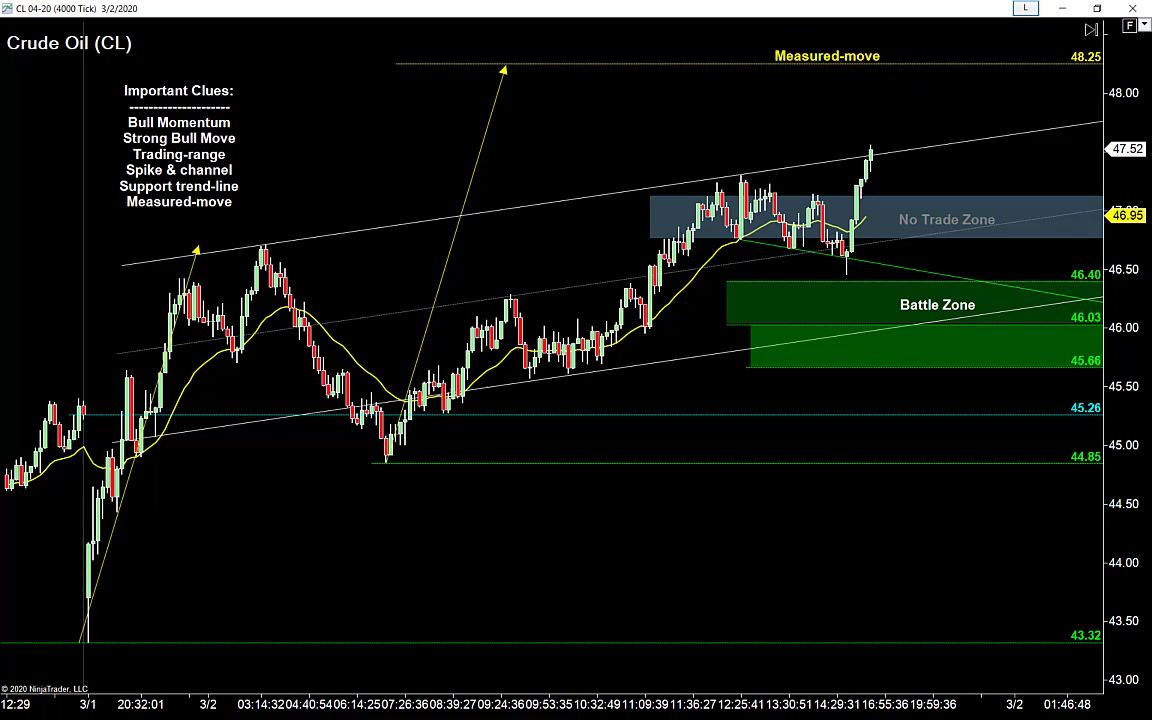 CL 04-20 (4000 Tick)  3/2/2020
L
F
Crude Oil (CL)
Measured-move
48.25
Important Clues:
--------------------
Bull Momentum
Strong Bull Move
Trading-range
Spike & channel
Support trend-line
Measured-move
48.00
47.52
No Trade Zone
46.95
46.50
46.40
Battle Zone
46.03
46.00
45.66
45.50
45.26
45.00
44.85
44.50
44.00
43.50
43.32
43.00
© 2020 NinjaTrader, LLC
12:29 3/1 20:32:01 3/2 03:14:32 04:40:54 06:14:25 07:26:36 08:39:27 09:24:36 09:53:35 10:32:49 11:09:39 11:36:27 12:25:41 13:30:51 14:29:31 16:55:36 19:59:36 3/2 01:46:48